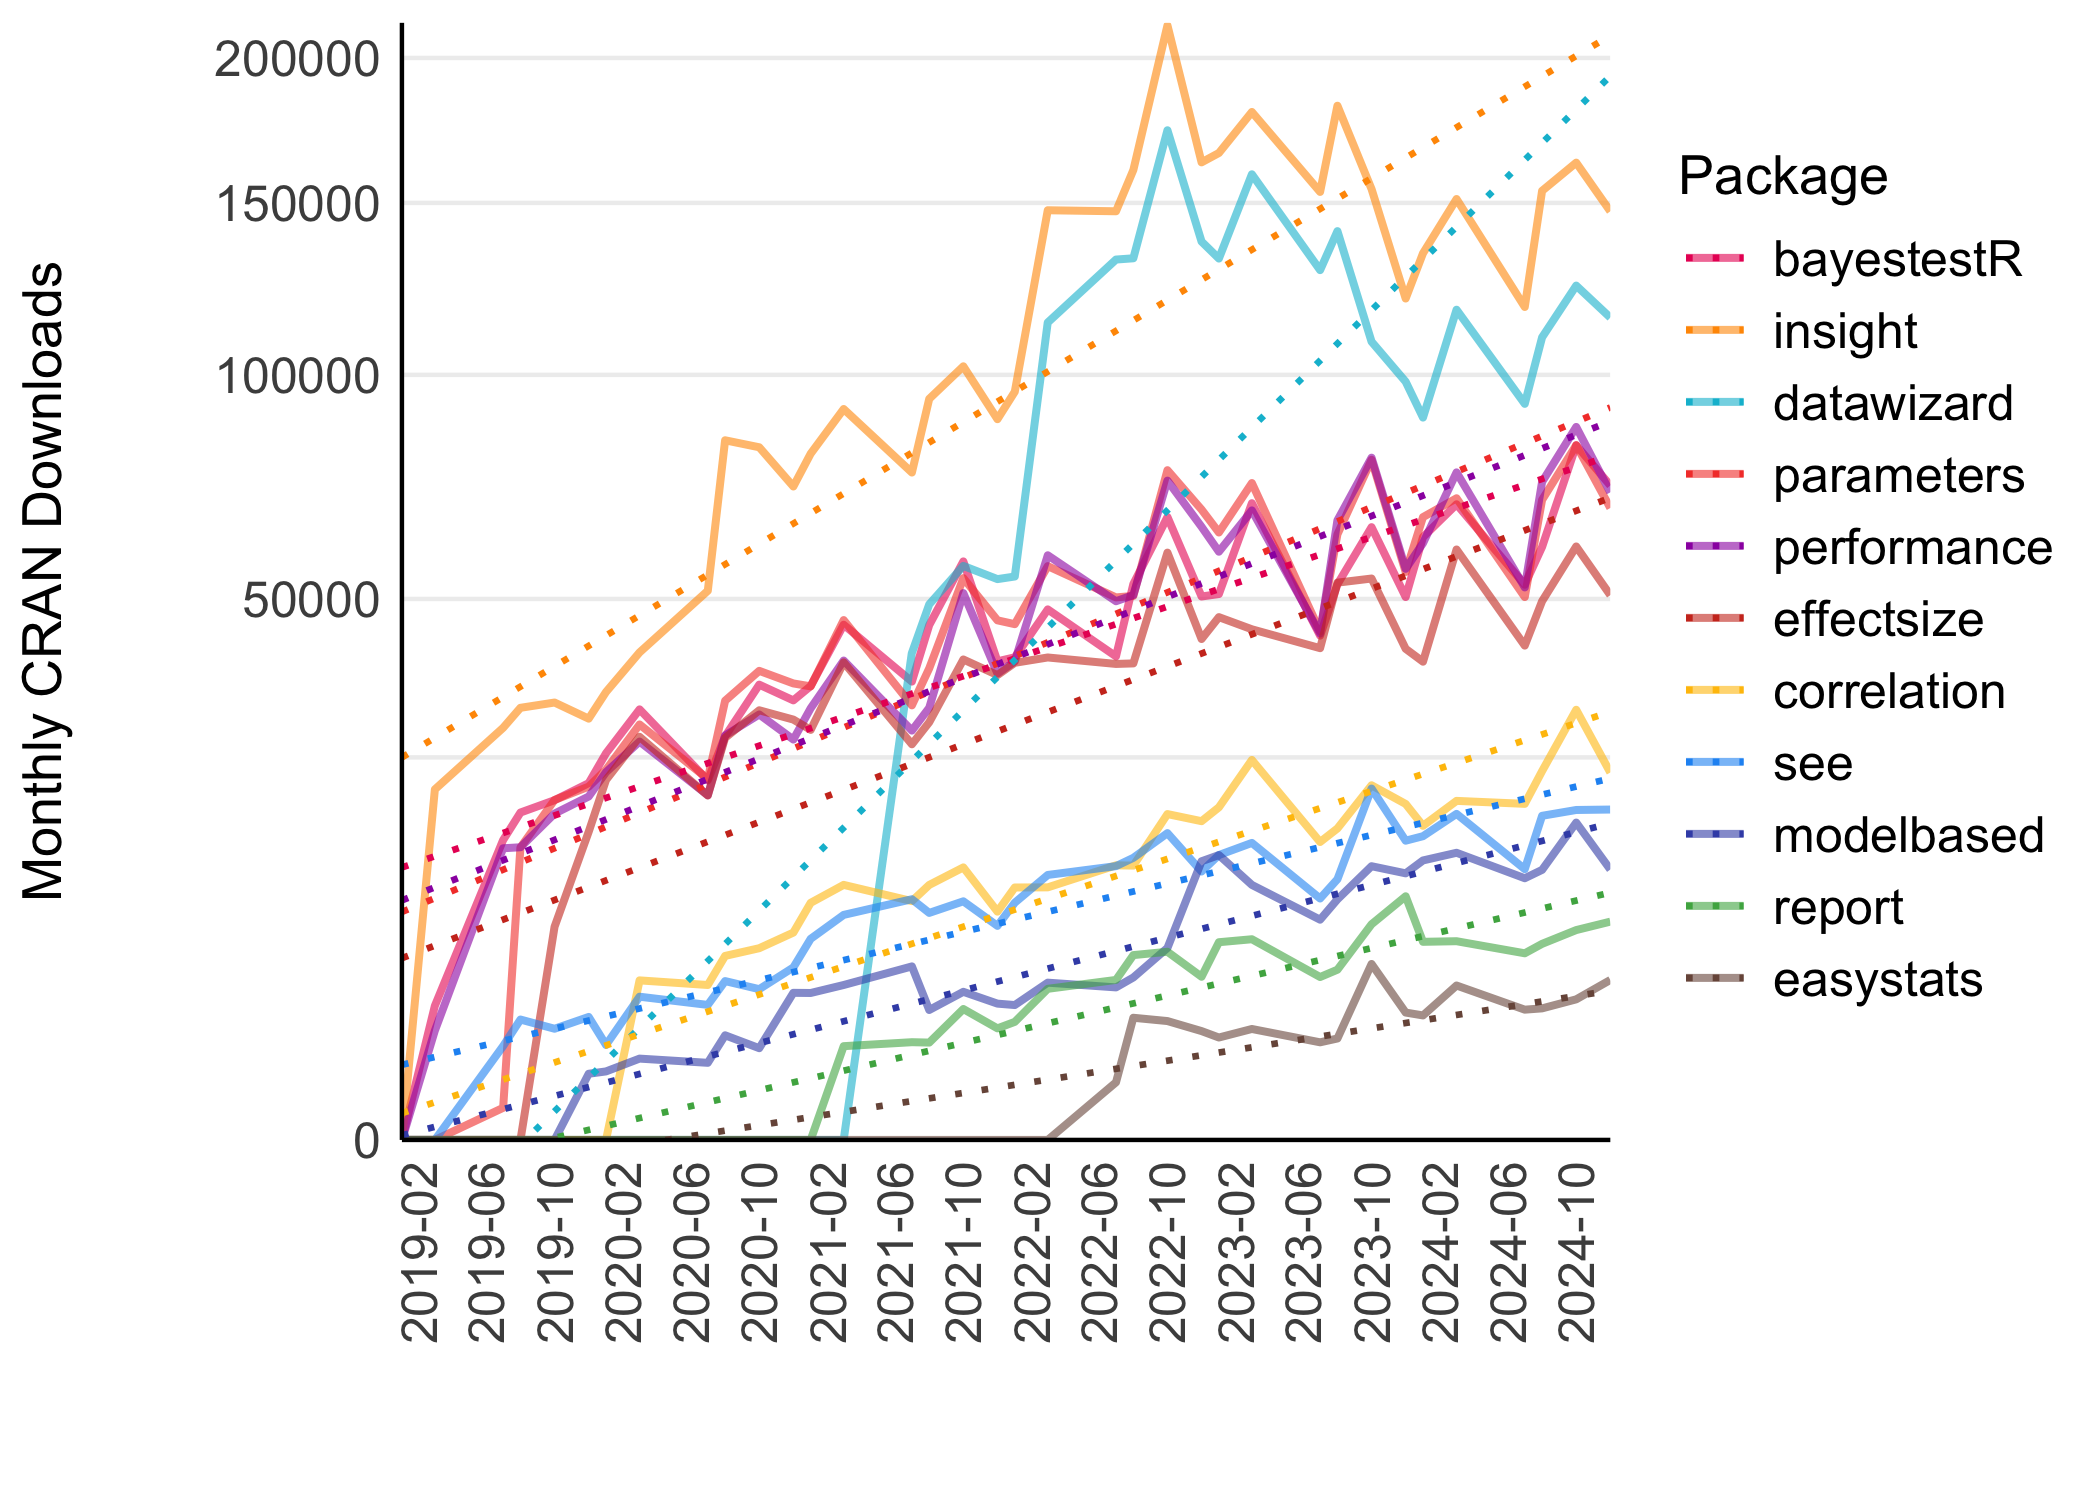 Monthly CRAN Downloads
200000
150000
100000
50000
0
2019-02
2019-06
2019-10
2020-02
2020-06
2020-10
2021-02
2021-06
2021-10
2022-02
2022-06
2022-10
2023-02
2023-06
2023-10
2024-02
2024-06
2024-10
Package
bayestestR
insight
datawizard
parameters
performance
effectsize
correlation
see
modelbased
report
easystats